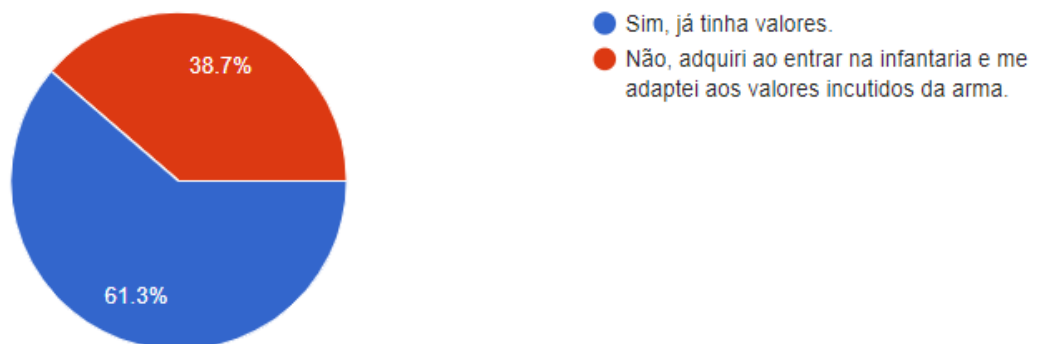 Sim, já tinha valores.
Não, adquiri ao entrar na infantaria e me
adaptei aos valores incutidos da arma.
38.7%
61.3%